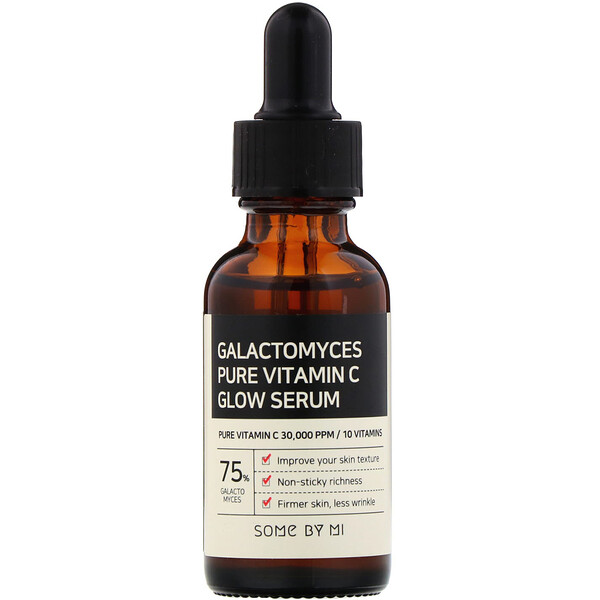 GALACTOMYCES
PURE VITAMIN C
GLOW SERUM
PURE VITAMIN C 30,000 PPM / 10 VITAMINS
75%
GALACTO
MYCES
Improve your skin texture
Non-sticky richness
Firmer skin, less wrinkle
SOME BY MI